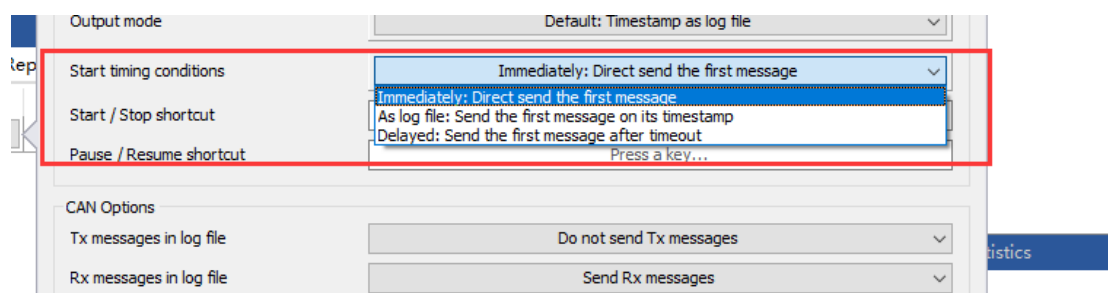 Output mode Default: Timestamp as log file
Rep
Start timing conditions Immediately: Direct send the first message
Immediately: Direct send the first message
Start / Stop shortcut As log file: Send the first message on its timestamp
Delayed: Send the first message after timeout
Pause / Resume shortcut Press a key...
CAN Options
Tx messages in log file Do not send Tx messages
tistics
Rx messages in log file Send Rx messages